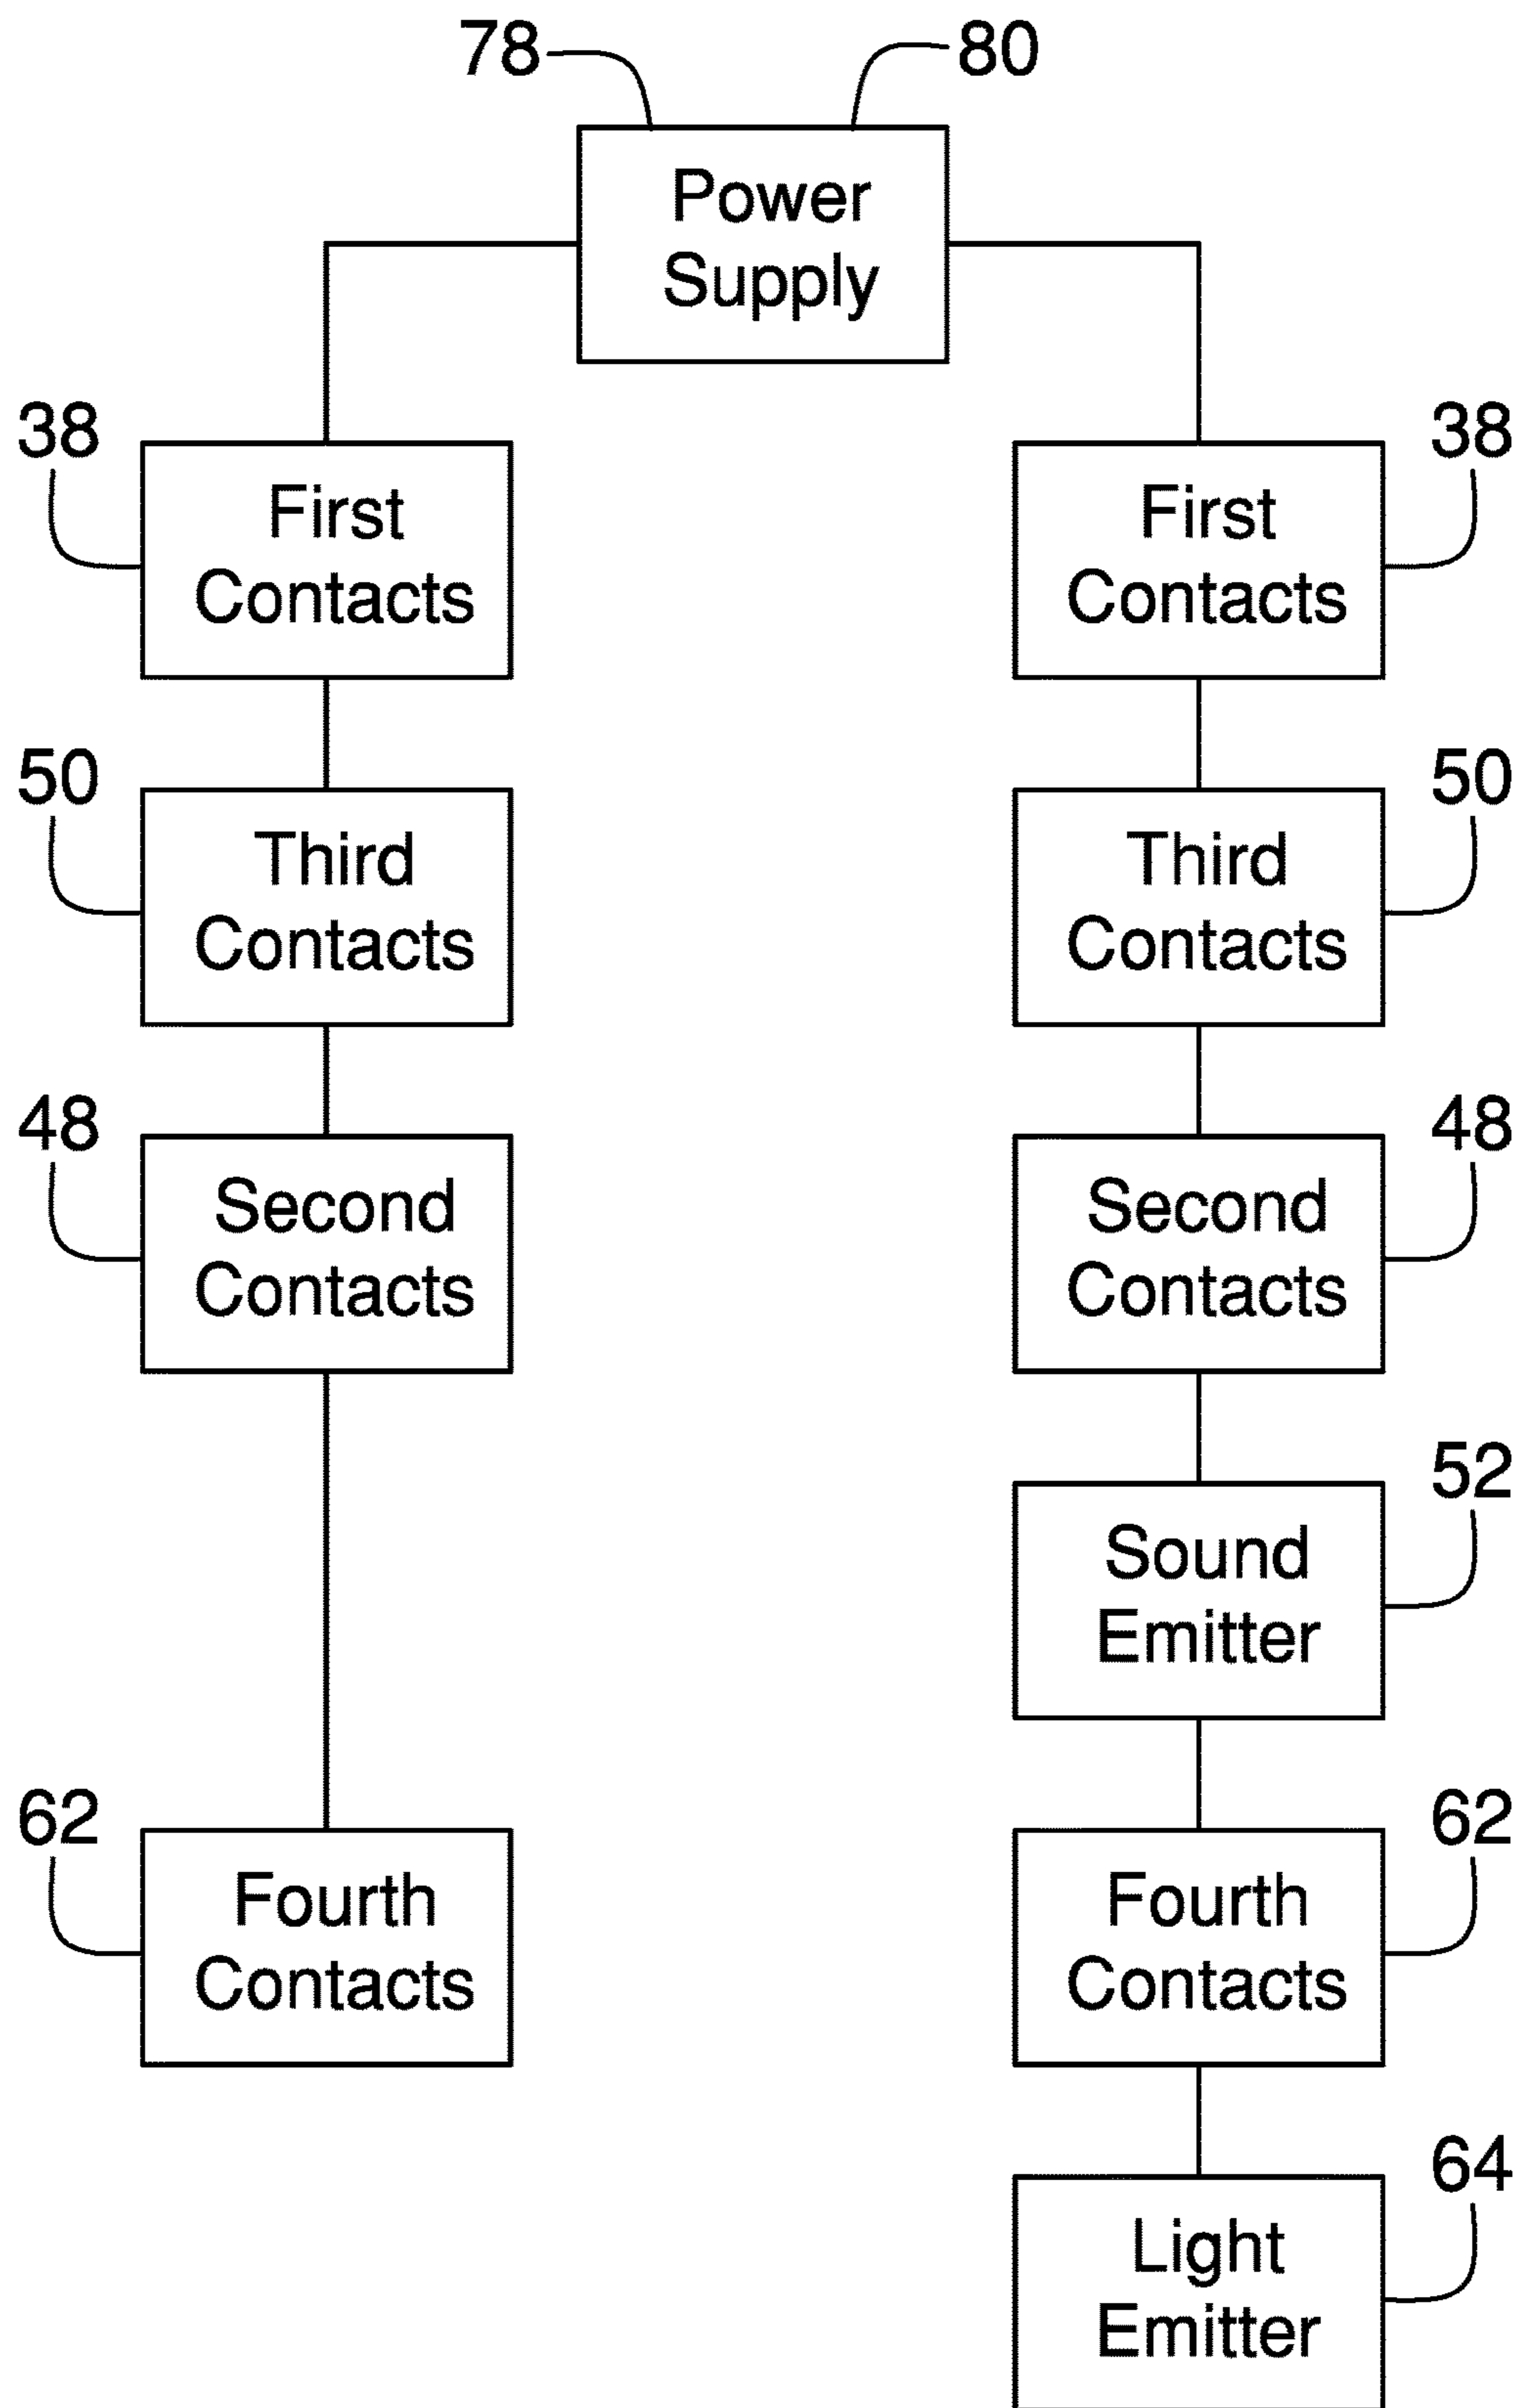 78 80
Power
Supply
38 38
First First
Contacts Contacts
50 50
Third Third
Contacts Contacts
48 48
Second Second
Contacts Contacts
52
Sound
Emitter
62 62
Fourth Fourth
Contacts Contacts
64
Light
Emitter